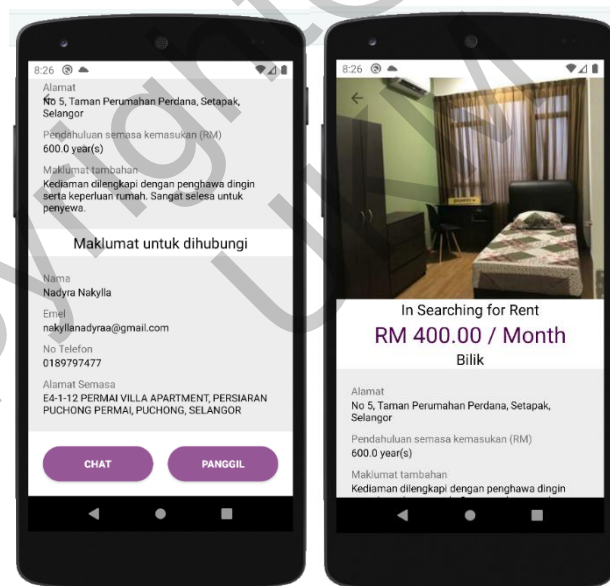 8:26
Alamat
No 5, Taman Perumahan Perdana, Setapak,
Selangor
Pendahuluan semasa kemasukan (RM)
600.0 year(s)
Maklumat tambahan
Kediaman dilengkapi dengan penghawa dingin
serta keperluan rumah. Sangat selesa untuk
penyewa.
Maklumat untuk dihubungi
Nama
Nadyra Nakylla
Emel
nakyllanadyraa@gmail.com
No Telefon
0189797477
Alamat Semasa
E4-1-12 PERMAI VILLA APARTMENT, PERSIARAN
PUCHONG PERMAI, PUCHONG, SELANGOR
CHAT
PANGGIL
8:26
In Searching for Rent
RM 400.00 / Month
Bilik
Alamat
No 5, Taman Perumahan Perdana, Setapak,
Selangor
Pendahuluan semasa kemasukan (RM)
600.0 year(s)
Maklumat tambahan
Kediaman dilengkapi dengan penghawa dingin